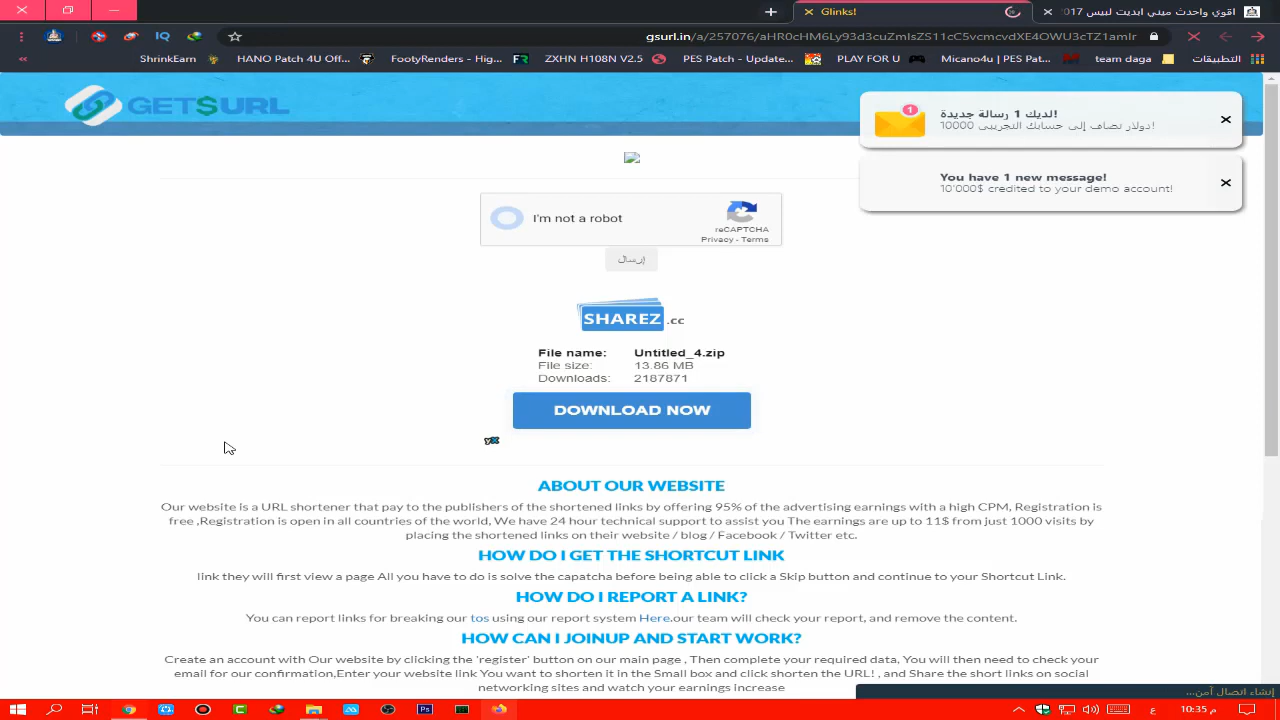 Glinks!
اقوي واحدث ميني ابديت لبيس 2017
IQ
gsurl.in/a/257076/aHR0cHM6Ly93d3cuZmlsZS11cC5vcmcvdXE4OWU3cTZ1amlr
ShrinkEarn
HANO Patch 4U Off...
FootyRenders - Hig...
ZXHN H108N V2.5
PES Patch - Update...
PLAY FOR U
Micano4u | PES Pat...
team daga
التطبيقات
GET$URL
1
لديك 1 رسالة جديدة!
10000 دولار تضاف إلى حسابك التجريبي!
You have 1 new message!
10'000$ credited to your demo account!
I'm not a robot
reCAPTCHA
Privacy - Terms
إرسال
SHAREZ.cc
File name: Untitled_4.zip
File size: 13.86 MB
Downloads: 2187871
DOWNLOAD NOW
ABOUT OUR WEBSITE
Our website is a URL shortener that pay to the publishers of the shortened links by offering 95% of the advertising earnings with a high CPM, Registration is
free ,Registration is open in all countries of the world, We have 24 hour technical support to assist you The earnings are up to 11$ from just 1000 visits by
placing the shortened links on their website / blog / Facebook / Twitter etc.
HOW DO I GET THE SHORTCUT LINK
link they will first view a page All you have to do is solve the capatcha before being able to click a Skip button and continue to your Shortcut Link.
HOW DO I REPORT A LINK?
You can report links for breaking our tos using our report system Here.our team will check your report, and remove the content.
HOW CAN I JOINUP AND START WORK?
Create an account with Our website by clicking the 'register' button on our main page , Then complete your required data, You will then need to check your
email for our confirmation,Enter your website link You want to shorten it in the Small box and click shorten the URL! , and Share the short links on social
networking sites and watch your earnings increase
إنشاء اتصال آمن...
Ps
ع
10:35 م